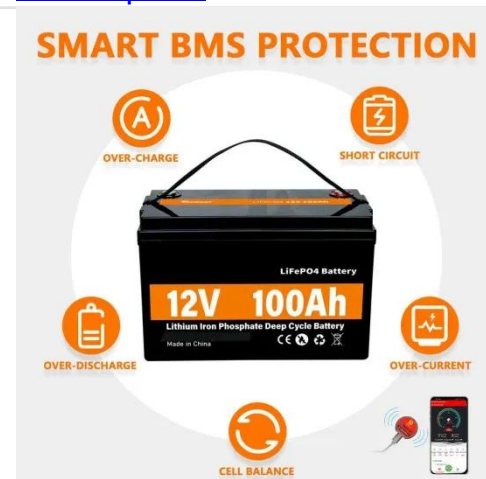 SMART BMS PROTECTION
OVER-CHARGE
SHORT CIRCUIT
LiFePO4 Battery
12V 100Ah
Lithium Iron Phosphate Deep Cycle Battery
Made in China
CE
OVER-DISCHARGE
OVER-CURRENT
CELL BALANCE